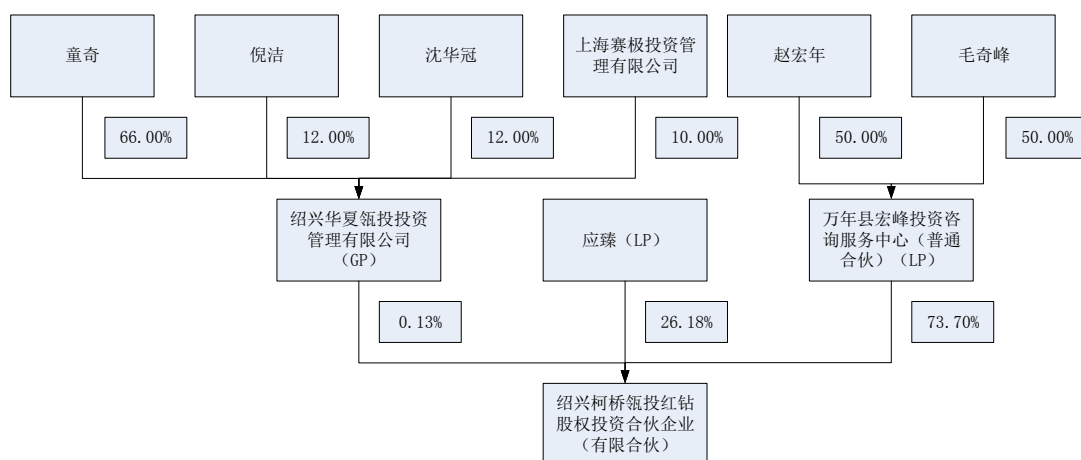 童奇
倪洁
沈华冠
上海赛极投资管
理有限公司
赵宏年
毛奇峰
66.00%
12.00%
12.00%
10.00%
50.00%
50.00%
绍兴华夏瓴投投资
管理有限公司
（GP）
应臻（LP）
万年县宏峰投资咨
询服务中心（普通
合伙）（LP）
0.13%
26.18%
73.70%
绍兴柯桥瓴投红钻
股权投资合伙企业
（有限合伙）